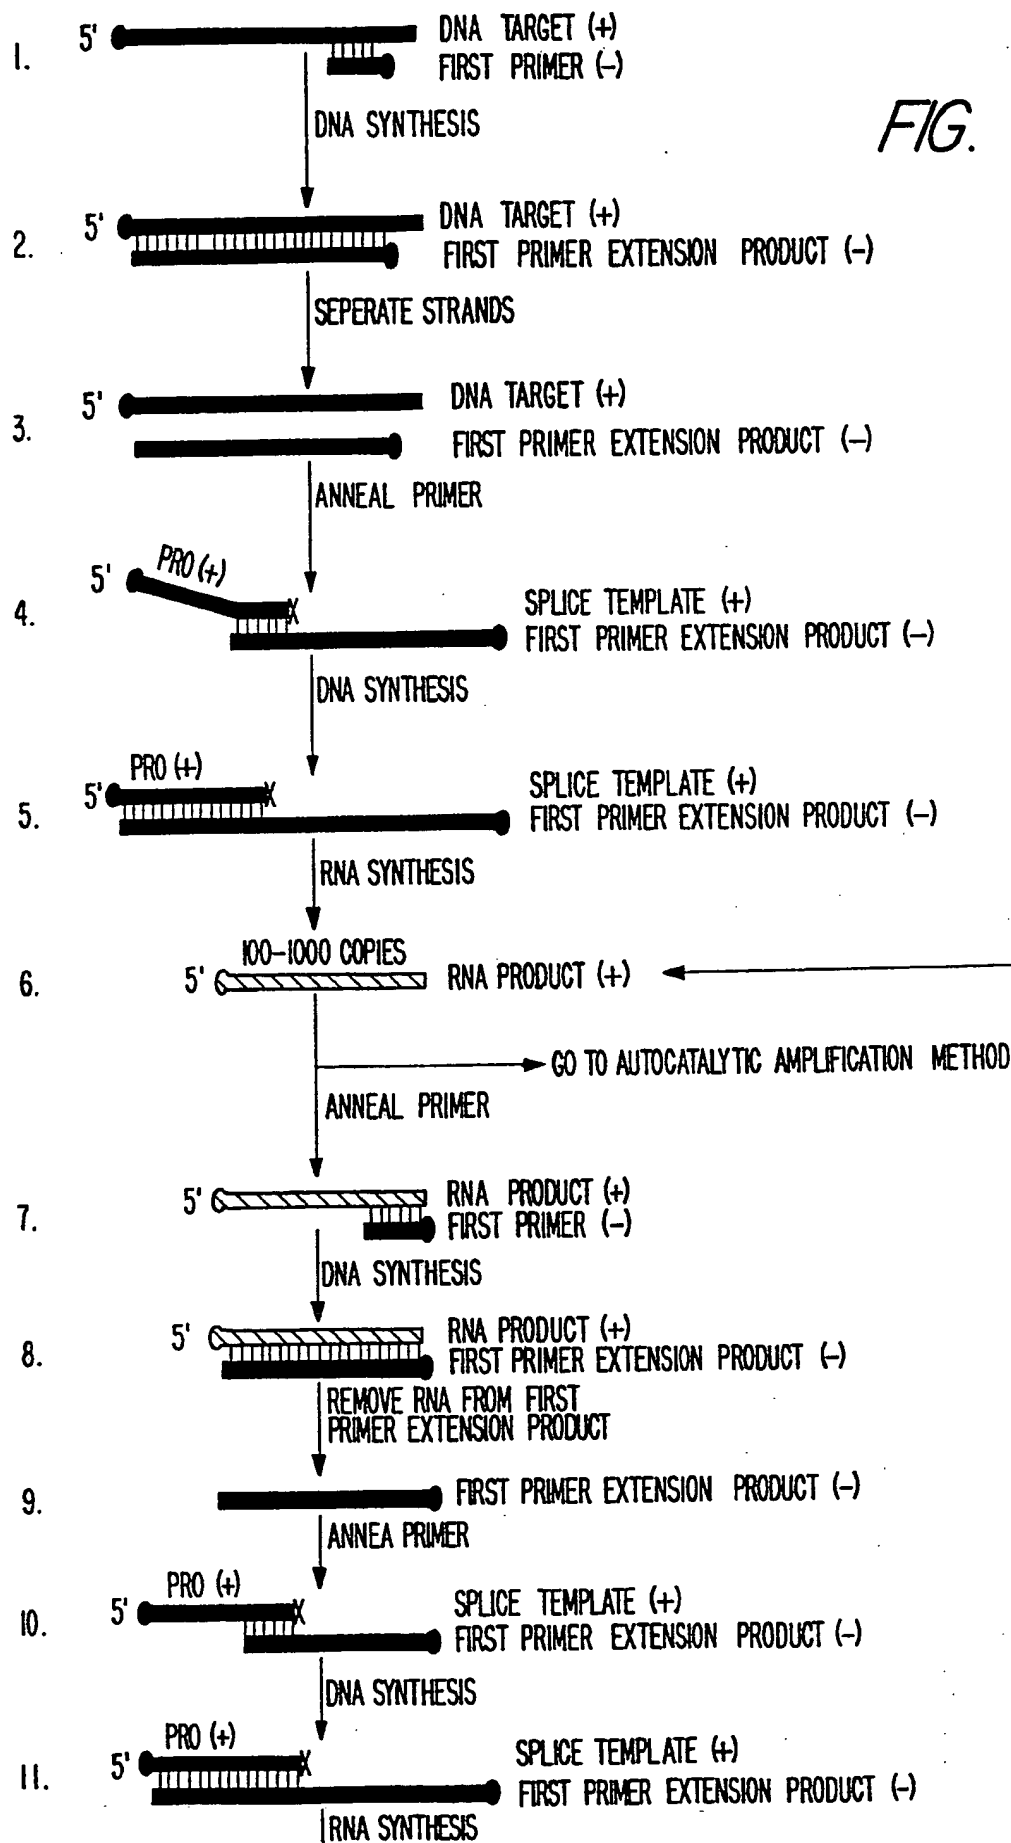 FIG.
1.
5'
DNA TARGET (+)
FIRST PRIMER (-)
DNA SYNTHESIS
2.
5'
DNA TARGET (+)
FIRST PRIMER EXTENSION PRODUCT (-)
SEPERATE STRANDS
3.
5'
DNA TARGET (+)
FIRST PRIMER EXTENSION PRODUCT (-)
ANNEAL PRIMER
4.
5'
PRO (+)
X
SPLICE TEMPLATE (+)
FIRST PRIMER EXTENSION PRODUCT (-)
DNA SYNTHESIS
5.
PRO (+)
5'
X
SPLICE TEMPLATE (+)
FIRST PRIMER EXTENSION PRODUCT (-)
RNA SYNTHESIS
100-1000 COPIES
6.
5'
RNA PRODUCT (+)
GO TO AUTOCATALYTIC AMPLIFICATION METHOD
ANNEAL PRIMER
7.
5'
RNA PRODUCT (+)
FIRST PRIMER (-)
DNA SYNTHESIS
8.
5'
RNA PRODUCT (+)
FIRST PRIMER EXTENSION PRODUCT (-)
REMOVE RNA FROM FIRST
PRIMER EXTENSION PRODUCT
9.
FIRST PRIMER EXTENSION PRODUCT (-)
ANNEA PRIMER
10.
PRO (+)
5'
X
SPLICE TEMPLATE (+)
FIRST PRIMER EXTENSION PRODUCT (-)
DNA SYNTHESIS
11.
PRO (+)
5'
X
SPLICE TEMPLATE (+)
FIRST PRIMER EXTENSION PRODUCT (-)
RNA SYNTHESIS